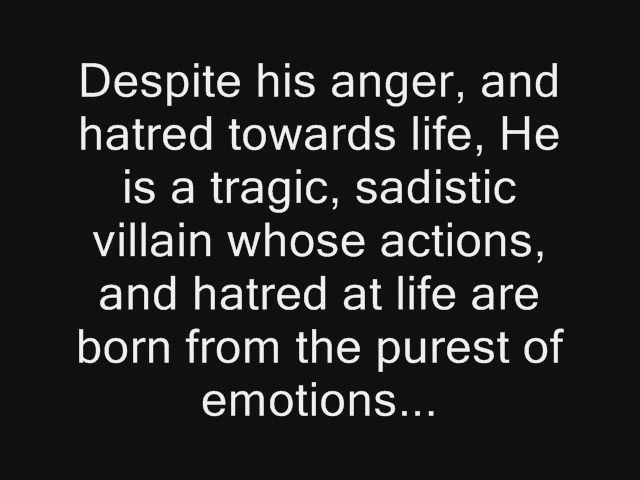 Despite his anger, and
hatred towards life, He
is a tragic, sadistic
villain whose actions,
and hatred at life are
born from the purest of
emotions...